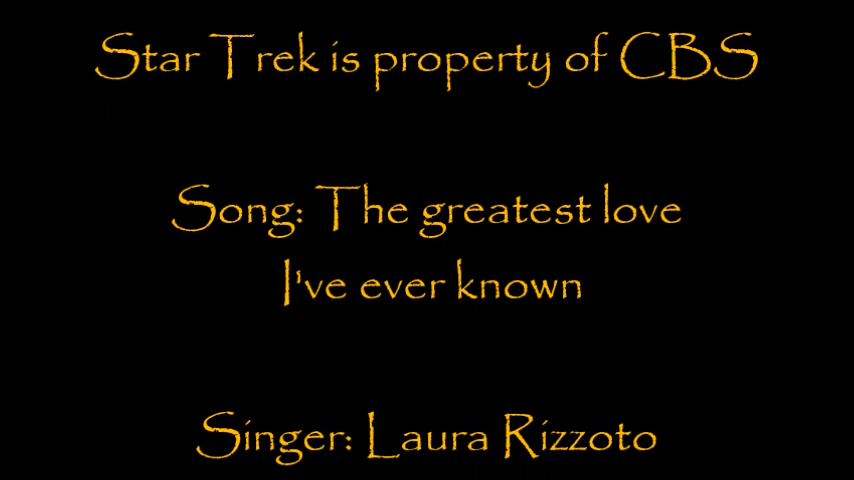 Star Trek is property of CBS
Song: The greatest love
I've ever known
Singer: Laura Rizzoto